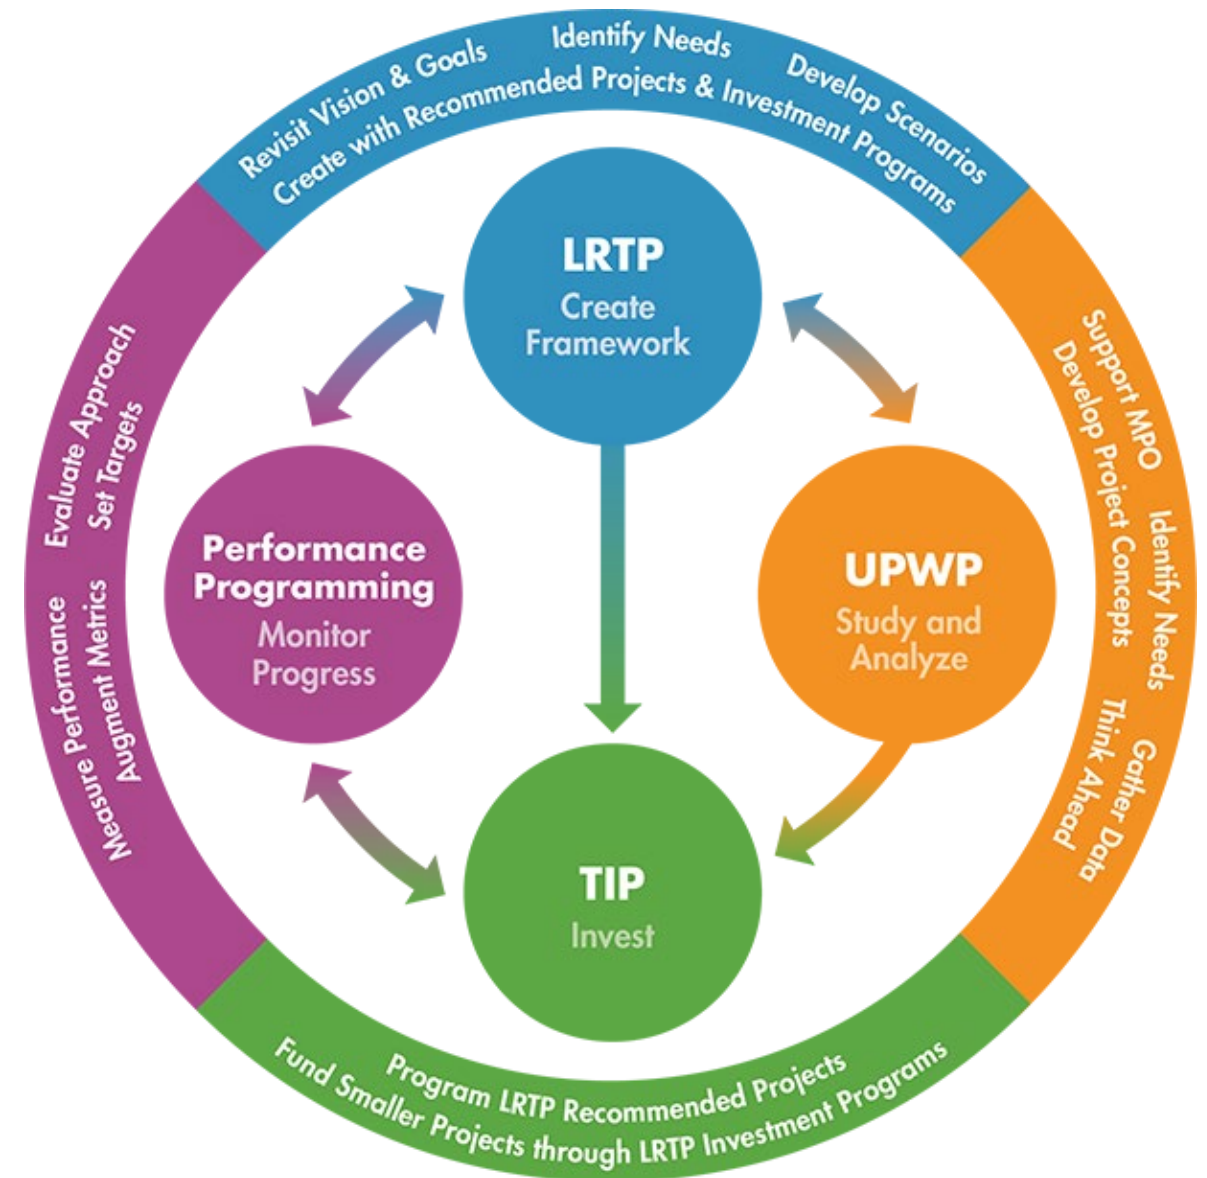 Revisit Vision & Goals
Identify Needs
Develop Scenarios
Create with Recommended Projects & Investment Programs
LRTP
Create
Framework
Support MPO
Identify Needs
Gather Data
Develop Project Concepts
Think Ahead
UPWP
Study and
Analyze
Performance
Programming
Monitor
Progress
Evaluate Approach
Set Targets
Measure Performance
Augment Metrics
TIP
Invest
Program LRTP Recommended Projects
Fund Smaller Projects through LRTP Investment Programs